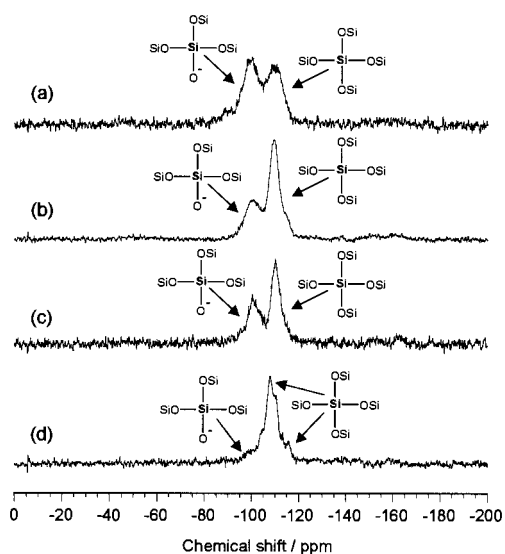 OSi OSi
SiO Si OSi SiO Si OSi
O- OSi
(a)
OSi OSi
SiO Si OSi SiO Si OSi
O- OSi
(b)
OSi OSi
SiO Si OSi SiO Si OSi
O- OSi
(c)
OSi OSi
SiO Si OSi SiO Si OSi
O- OSi
(d)
0 -20 -40 -60 -80 -100 -120 -140 -160 -180 -200
Chemical shift / ppm